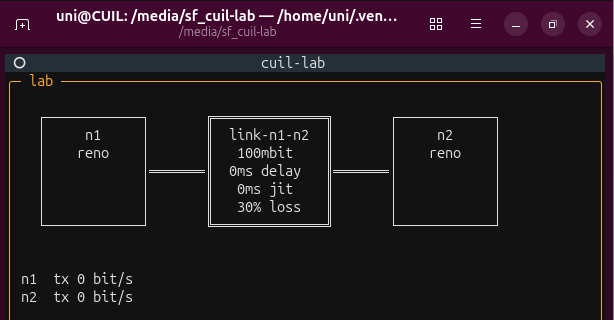 uni@CUIL: /media/sf_cuil-lab — /home/uni/.ven...
/media/sf_cuil-lab
cuil-lab
lab
n1
reno
link-n1-n2
100mbit
0ms delay
0ms jit
30% loss
n2
reno
n1 tx 0 bit/s
n2 tx 0 bit/s